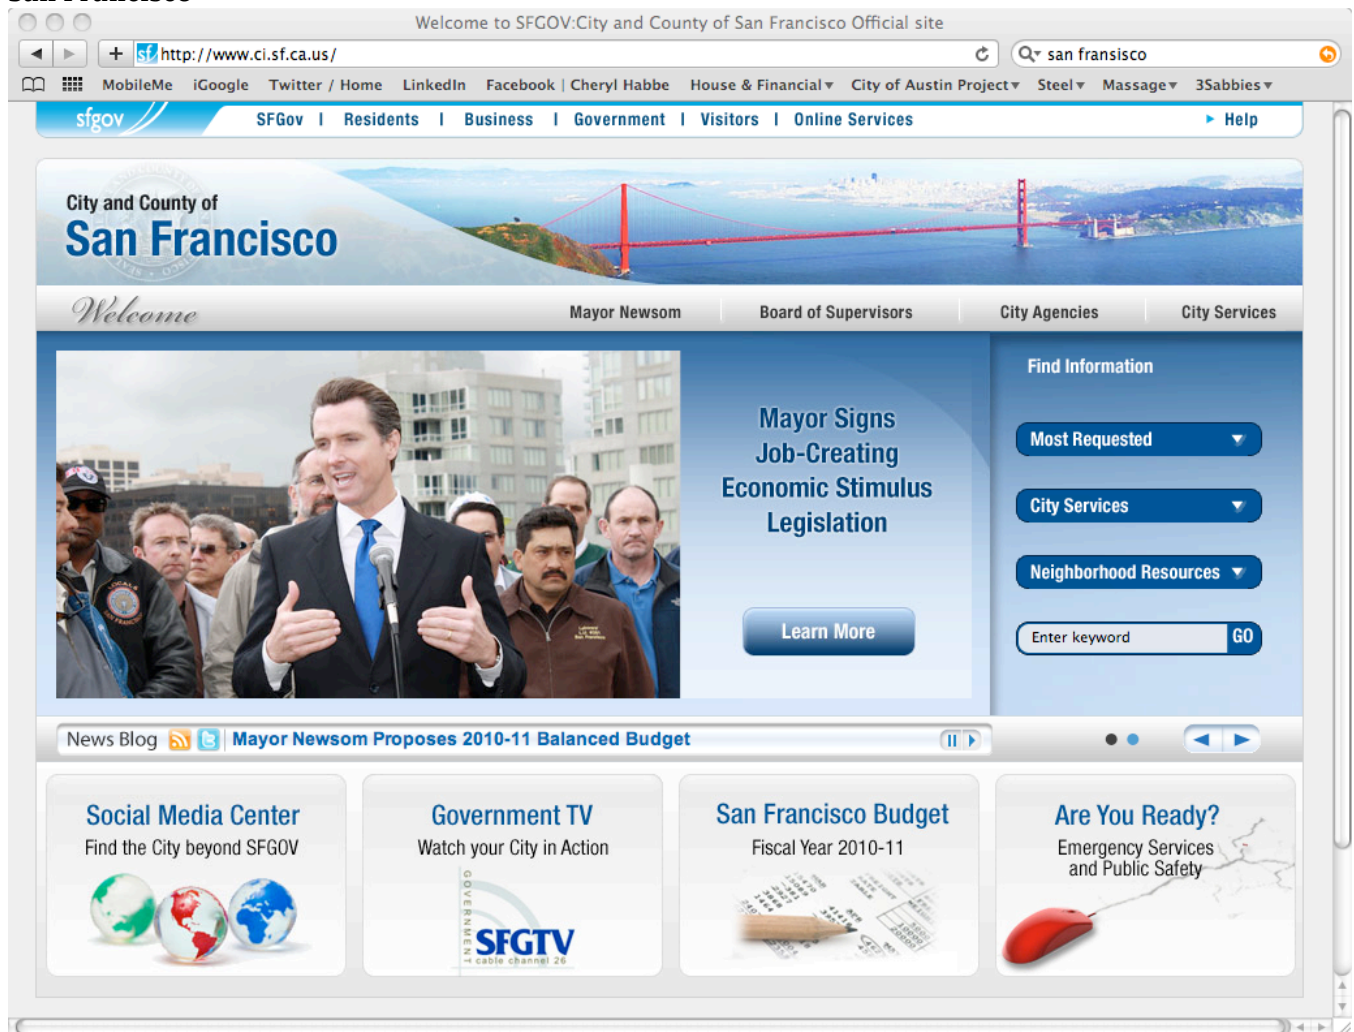 San Francisco
Welcome to SFGOV:City and County of San Francisco Official site
http://www.ci.sf.ca.us/
san fransisco
MobileMe iGoogle Twitter / Home LinkedIn Facebook | Cheryl Habbe House & Financial City of Austin Project Steel Massage 3Sabbies
sfgov SFGov | Residents | Business | Government | Visitors | Online Services Help
City and County of
San Francisco
Welcome Mayor Newsom Board of Supervisors City Agencies City Services
Find Information
Mayor Signs
Job-Creating
Economic Stimulus
Legislation
Learn More
Most Requested
City Services
Neighborhood Resources
Enter keyword GO
News Blog Mayor Newsom Proposes 2010-11 Balanced Budget
Social Media Center
Find the City beyond SFGOV
Government TV
Watch your City in Action
GOVERNMENT
SFGTV
cable channel 26
San Francisco Budget
Fiscal Year 2010-11
Are You Ready?
Emergency Services
and Public Safety